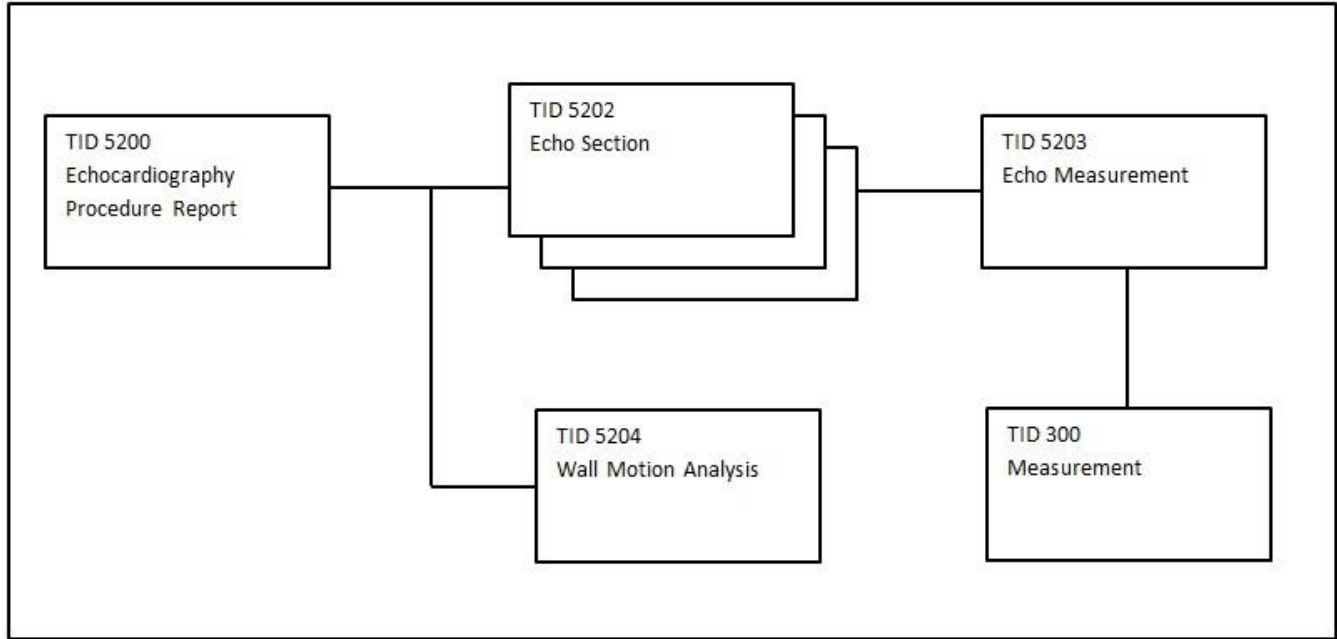 TID 5200
Echocardiography
Procedure Report
TID 5202
Echo Section
TID 5203
Echo Measurement
TID 5204
Wall Motion Analysis
TID 300
Measurement